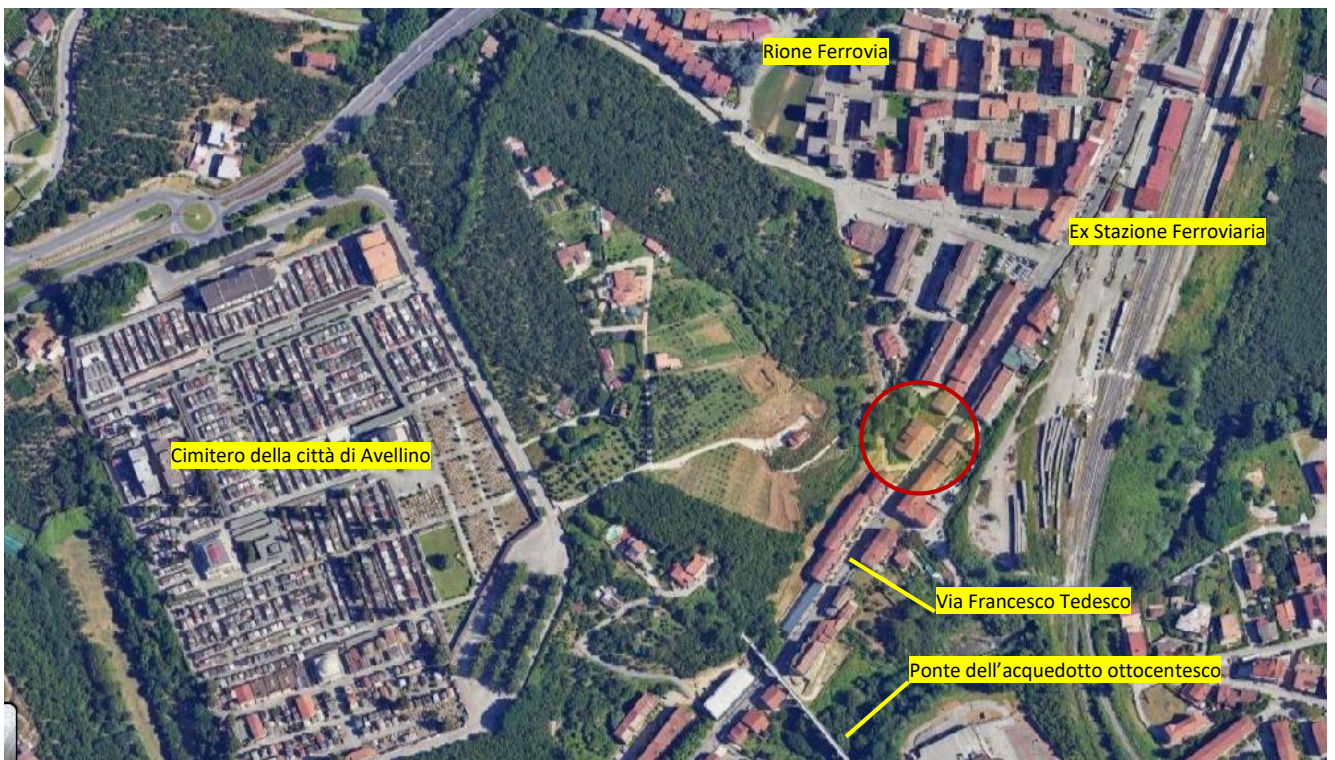 Rione Ferrovia
Ex Stazione Ferroviaria
Cimitero della città di Avellino
Via Francesco Tedesco
Ponte dell’acquedotto ottocentesco